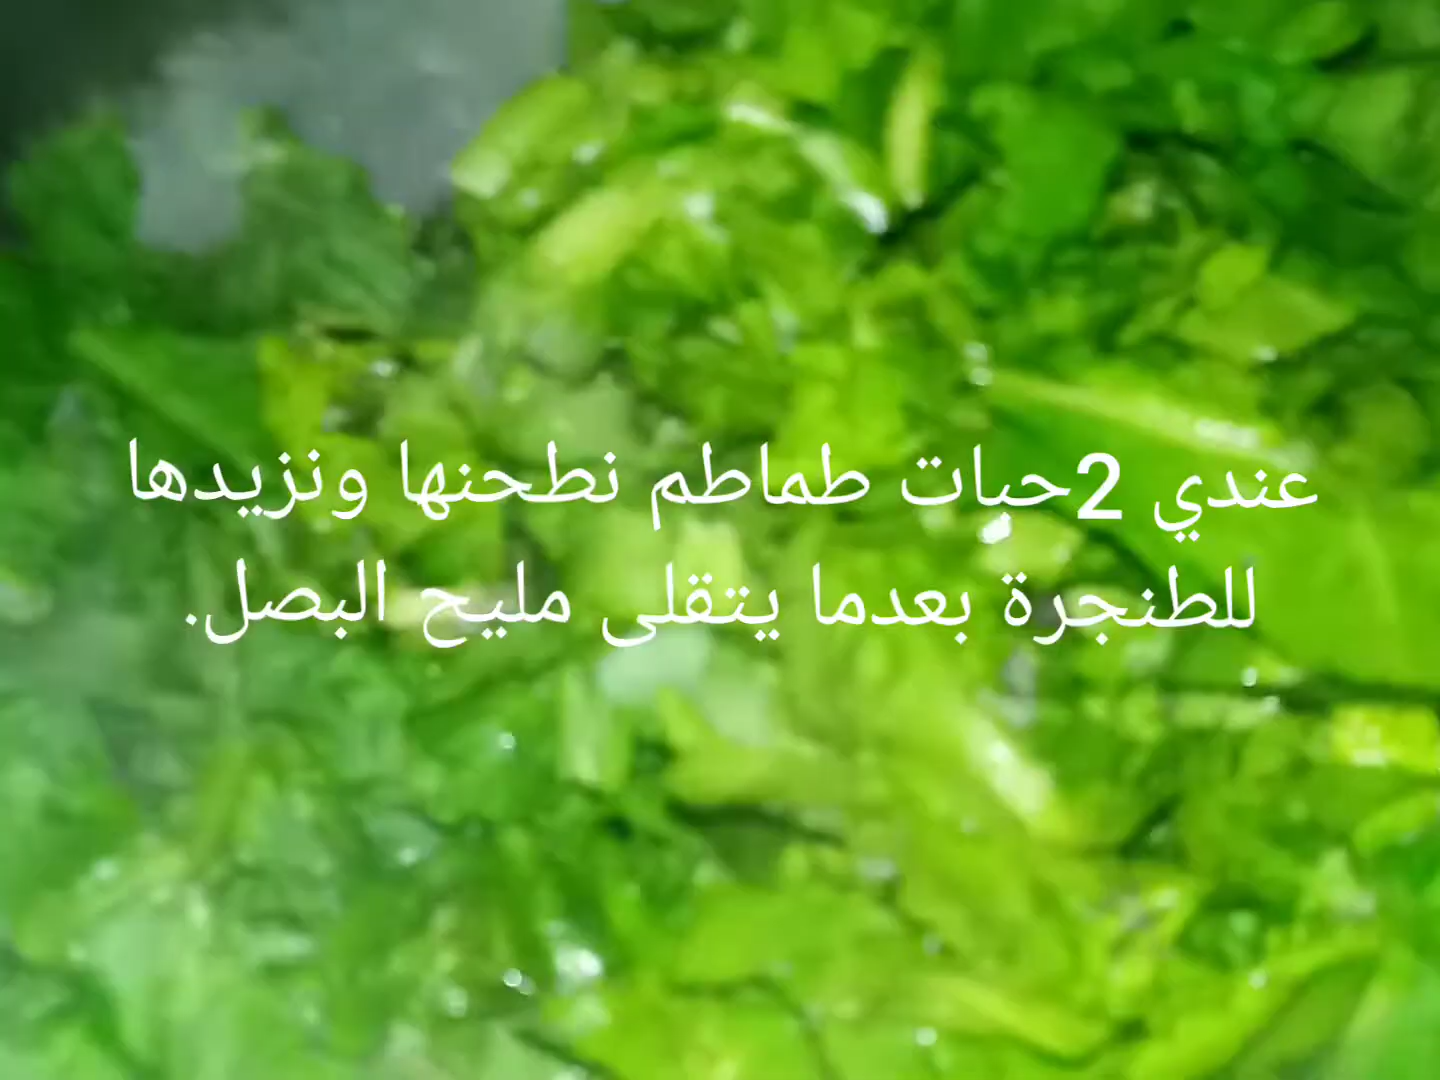 عندي 2حبات طماطم نطحنها ونزيدها
للطنجرة بعدما يتقلى مليح البصل.